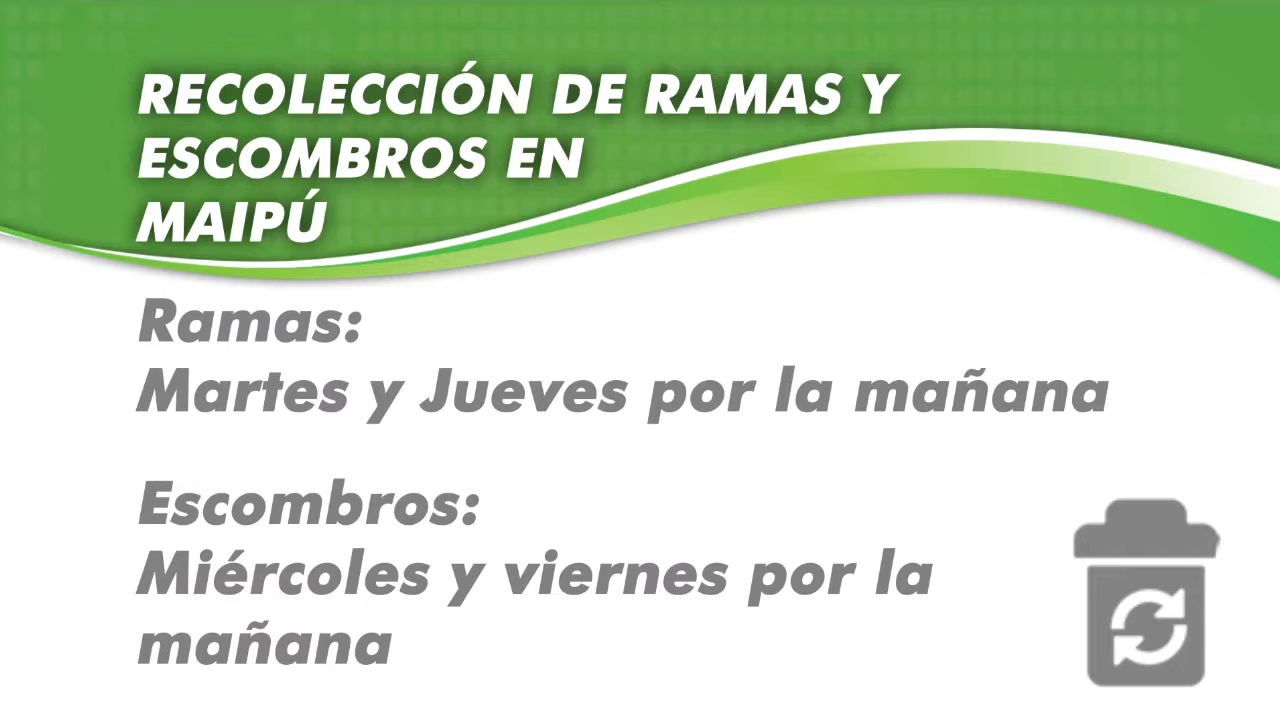 RECOLECCIÓN DE RAMAS Y
ESCOMBROS EN
MAIPÚ
Ramas:
Martes y Jueves por la mañana
Escombros:
Miércoles y viernes por la
mañana